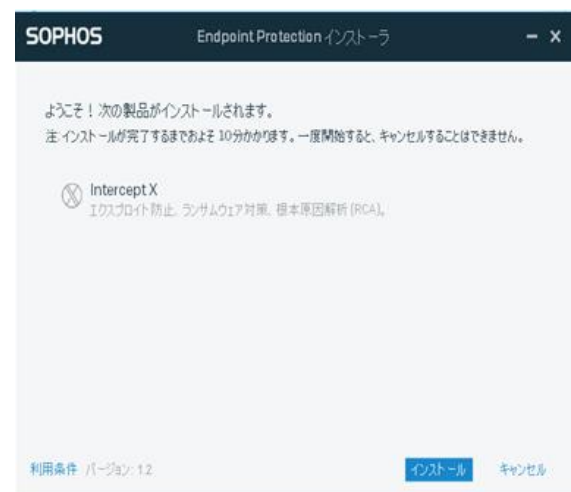 SOPHOS
Endpoint Protection インストーラ
ようこそ！次の製品がインストールされます。
注:インストールが完了するまでおよそ10分かかります。一度開始すると、キャンセルすることはできません。
Intercept X
エクスプロイト防止、ランサムウェア対策、根本原因解析 (RCA)。
利用条件 バージョン: 1.2
インストール
キャンセル